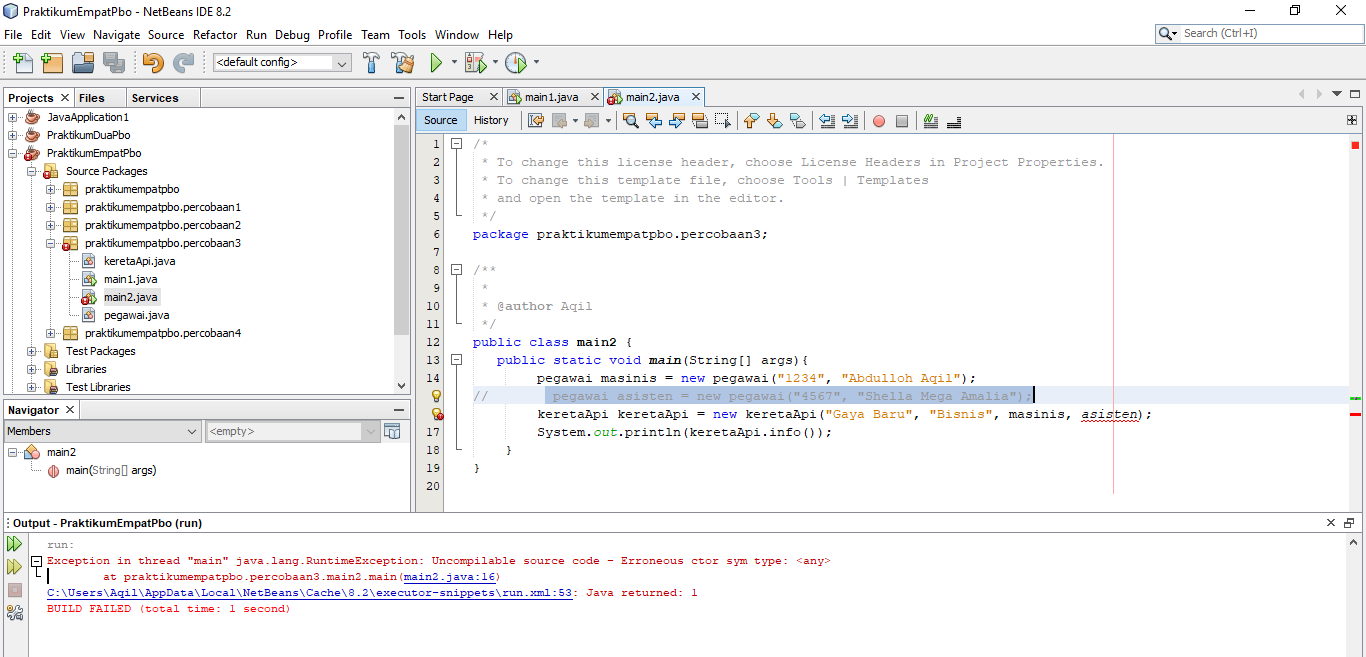 PraktikumEmpatPbo - NetBeans IDE 8.2
File Edit View Navigate Source Refactor Run Debug Profile Team Tools Window Help
Search (Ctrl+I)
<default config>
Projects Files Services
JavaApplication1
PraktikumDuaPbo
PraktikumEmpatPbo
Source Packages
praktikumempatpbo
praktikumempatpbo.percobaan1
praktikumempatpbo.percobaan2
praktikumempatpbo.percobaan3
keretaApi.java
main1.java
main2.java
pegawai.java
praktikumempatpbo.percobaan4
Test Packages
Libraries
Test Libraries
Navigator
Members <empty>
main2
main(String[] args)
Start Page main1.java main2.java
Source History
1 /*
2 * To change this license header, choose License Headers in Project Properties.
3 * To change this template file, choose Tools | Templates
4 * and open the template in the editor.
5 */
6 package praktikumempatpbo.percobaan3;
7
8 /**
9 *
10 * @author Aqil
11 */
12 public class main2 {
13 public static void main(String[] args){
14 pegawai masinis = new pegawai("1234", "Abdulloh Aqil");
// pegawai asisten = new pegawai("4567", "Shella Mega Amalia");
keretaApi keretaApi = new keretaApi("Gaya Baru", "Bisnis", masinis, asisten);
17 System.out.println(keretaApi.info());
18 }
19 }
20
Output - PraktikumEmpatPbo (run)
run:
Exception in thread "main" java.lang.RuntimeException: Uncompilable source code - Erroneous ctor sym type: <any>
at praktikumempatpbo.percobaan3.main2.main(main2.java:16)
C:\Users\Aqil\AppData\Local\NetBeans\Cache\8.2\executor-snippets\run.xml:53: Java returned: 1
BUILD FAILED (total time: 1 second)